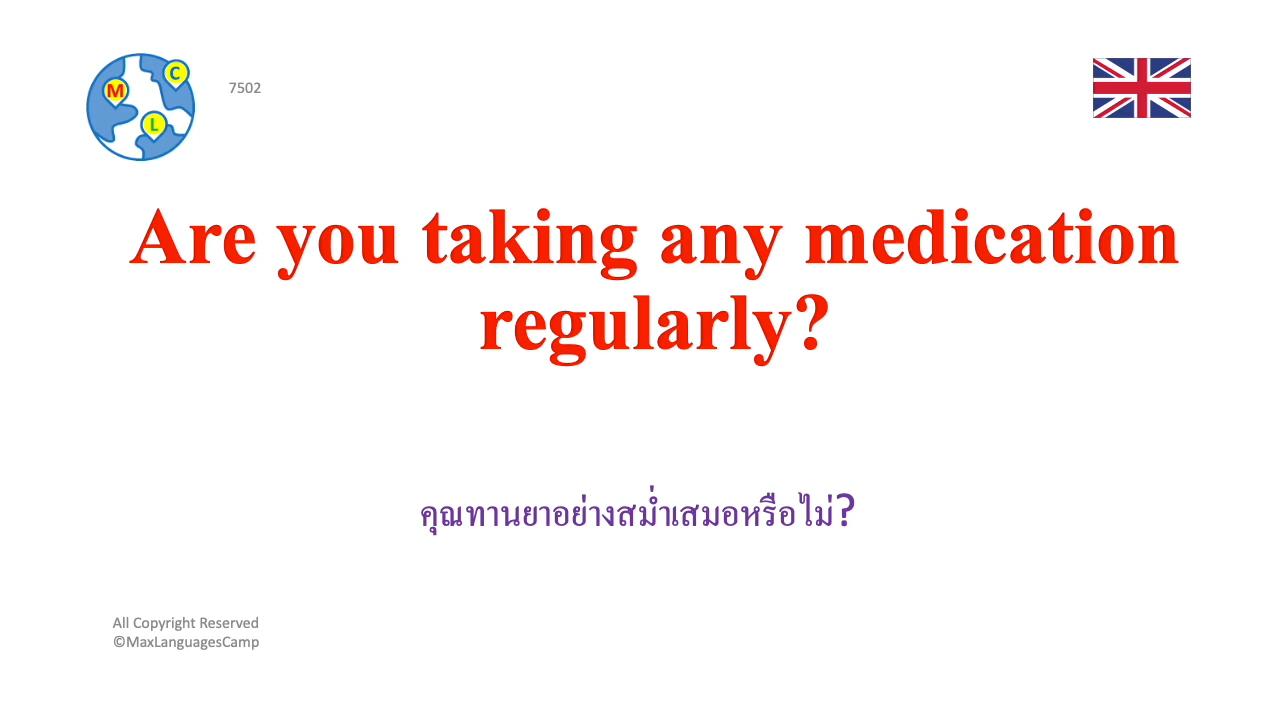 M
C
L
7502
Are you taking any medication
regularly?
คุณทานยาอย่างสม่ำเสมอหรือไม่?
All Copyright Reserved
©MaxLanguagesCamp